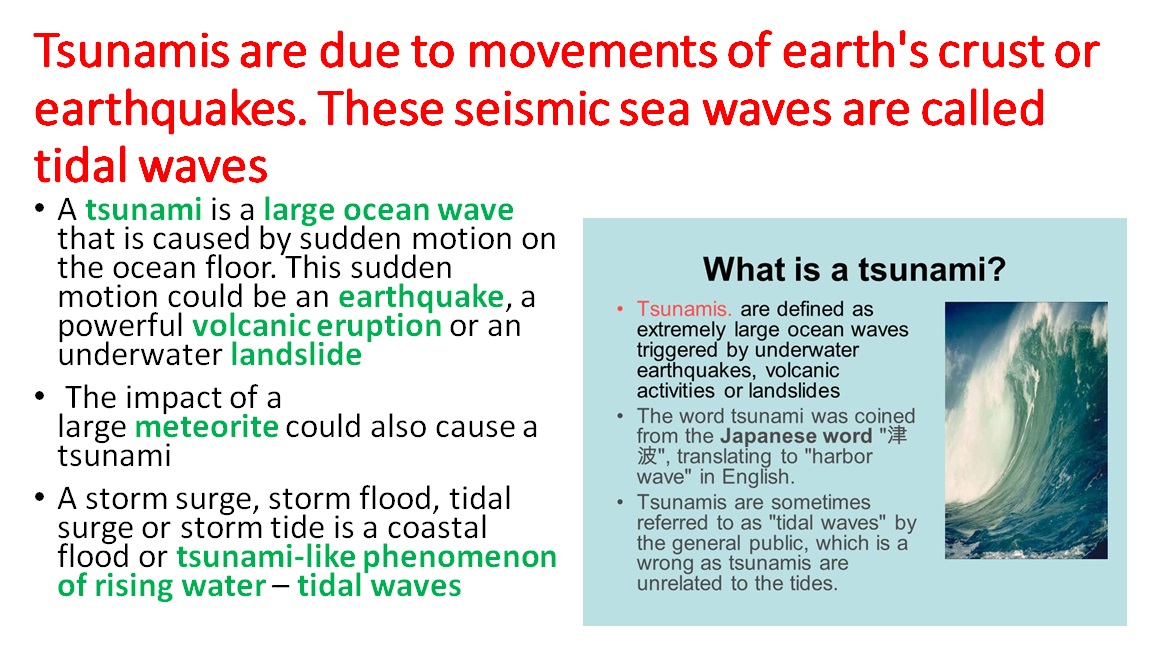 Tsunamis are due to movements of earth's crust or
earthquakes. These seismic sea waves are called
tidal waves
• A tsunami is a large ocean wave
that is caused by sudden motion on
the ocean floor. This sudden
motion could be an earthquake, a
powerful volcanic eruption or an
underwater landslide
• The impact of a
large meteorite could also cause a
tsunami
• A storm surge, storm flood, tidal
surge or storm tide is a coastal
flood or tsunami-like phenomenon
of rising water – tidal waves
What is a tsunami?
• Tsunamis. are defined as
extremely large ocean waves
triggered by underwater
earthquakes, volcanic
activities or landslides
• The word tsunami was coined
from the Japanese word "津
波", translating to "harbor
wave" in English.
• Tsunamis are sometimes
referred to as "tidal waves" by
the general public, which is a
wrong as tsunamis are
unrelated to the tides.